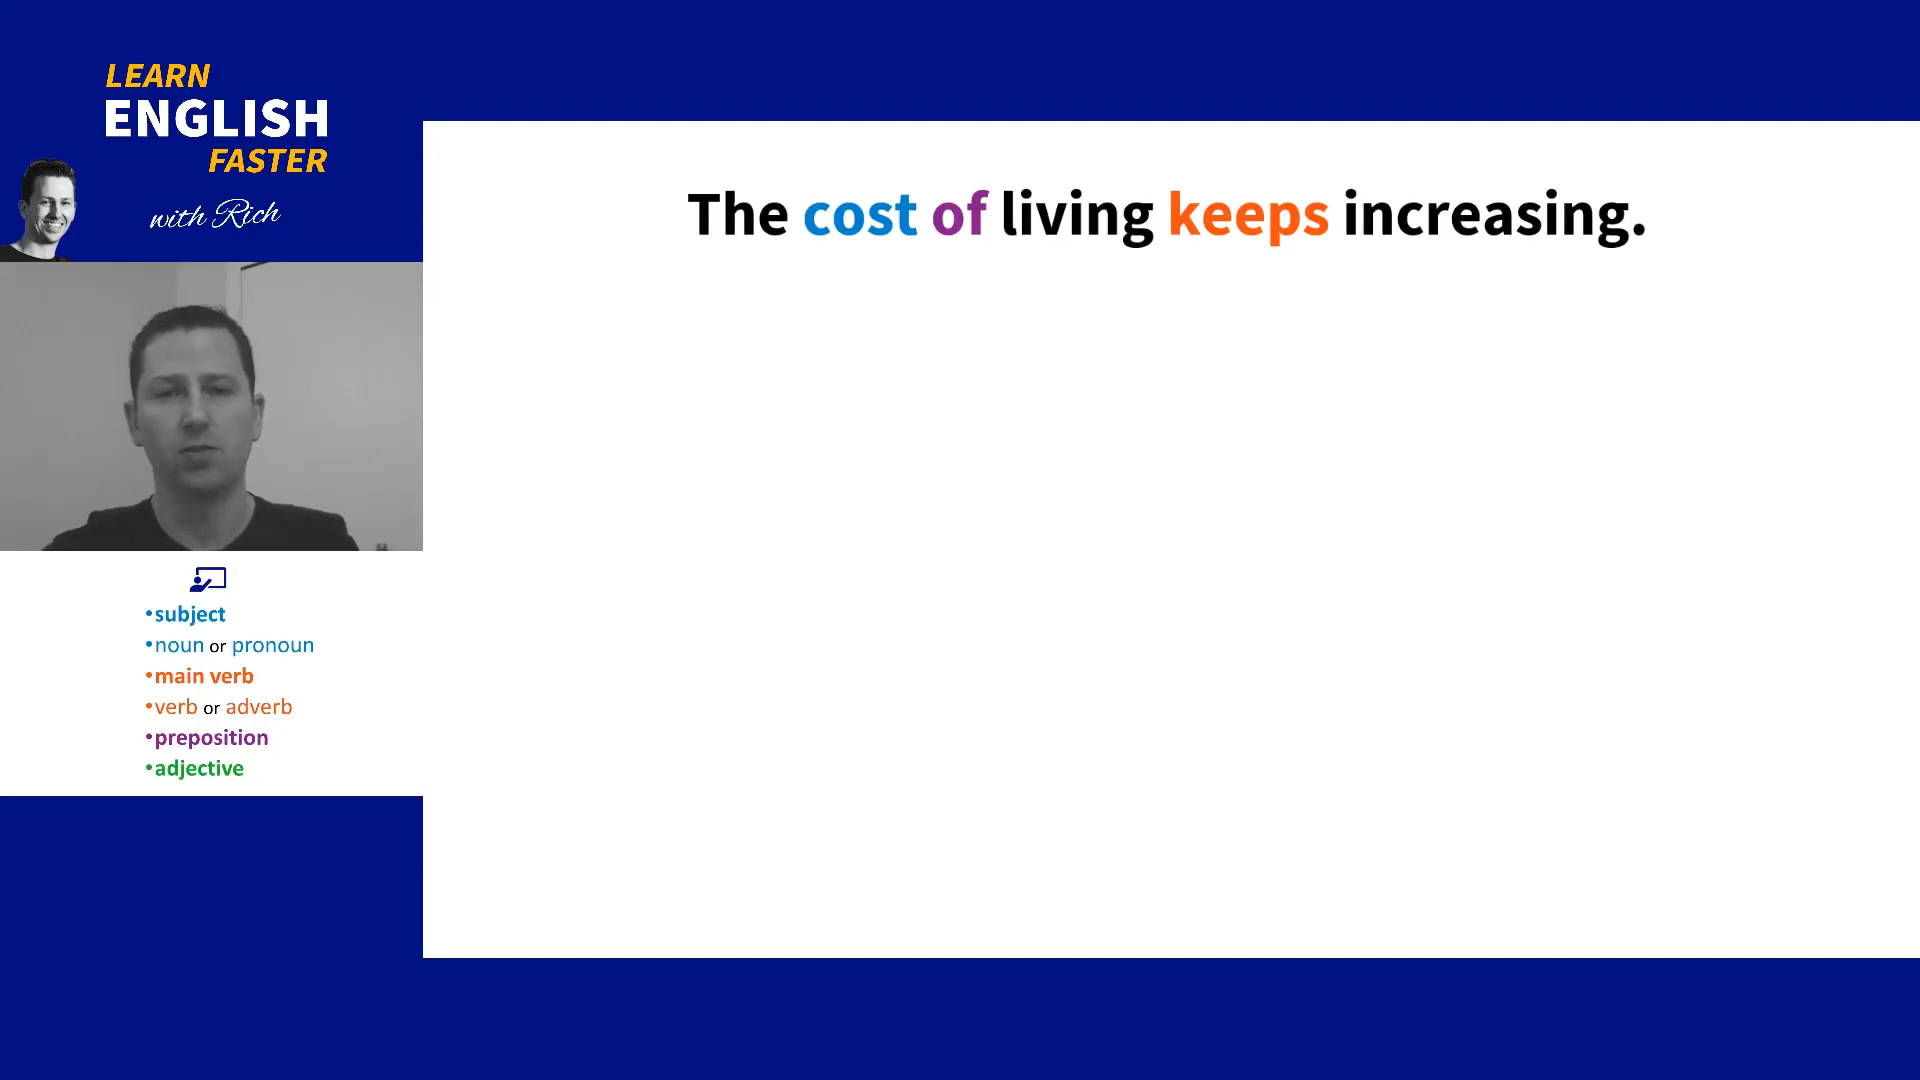 LEARN
ENGLISH
FASTER
with Rich
The cost of living keeps increasing.
•subject
•noun or pronoun
•main verb
•verb or adverb
•preposition
•adjective